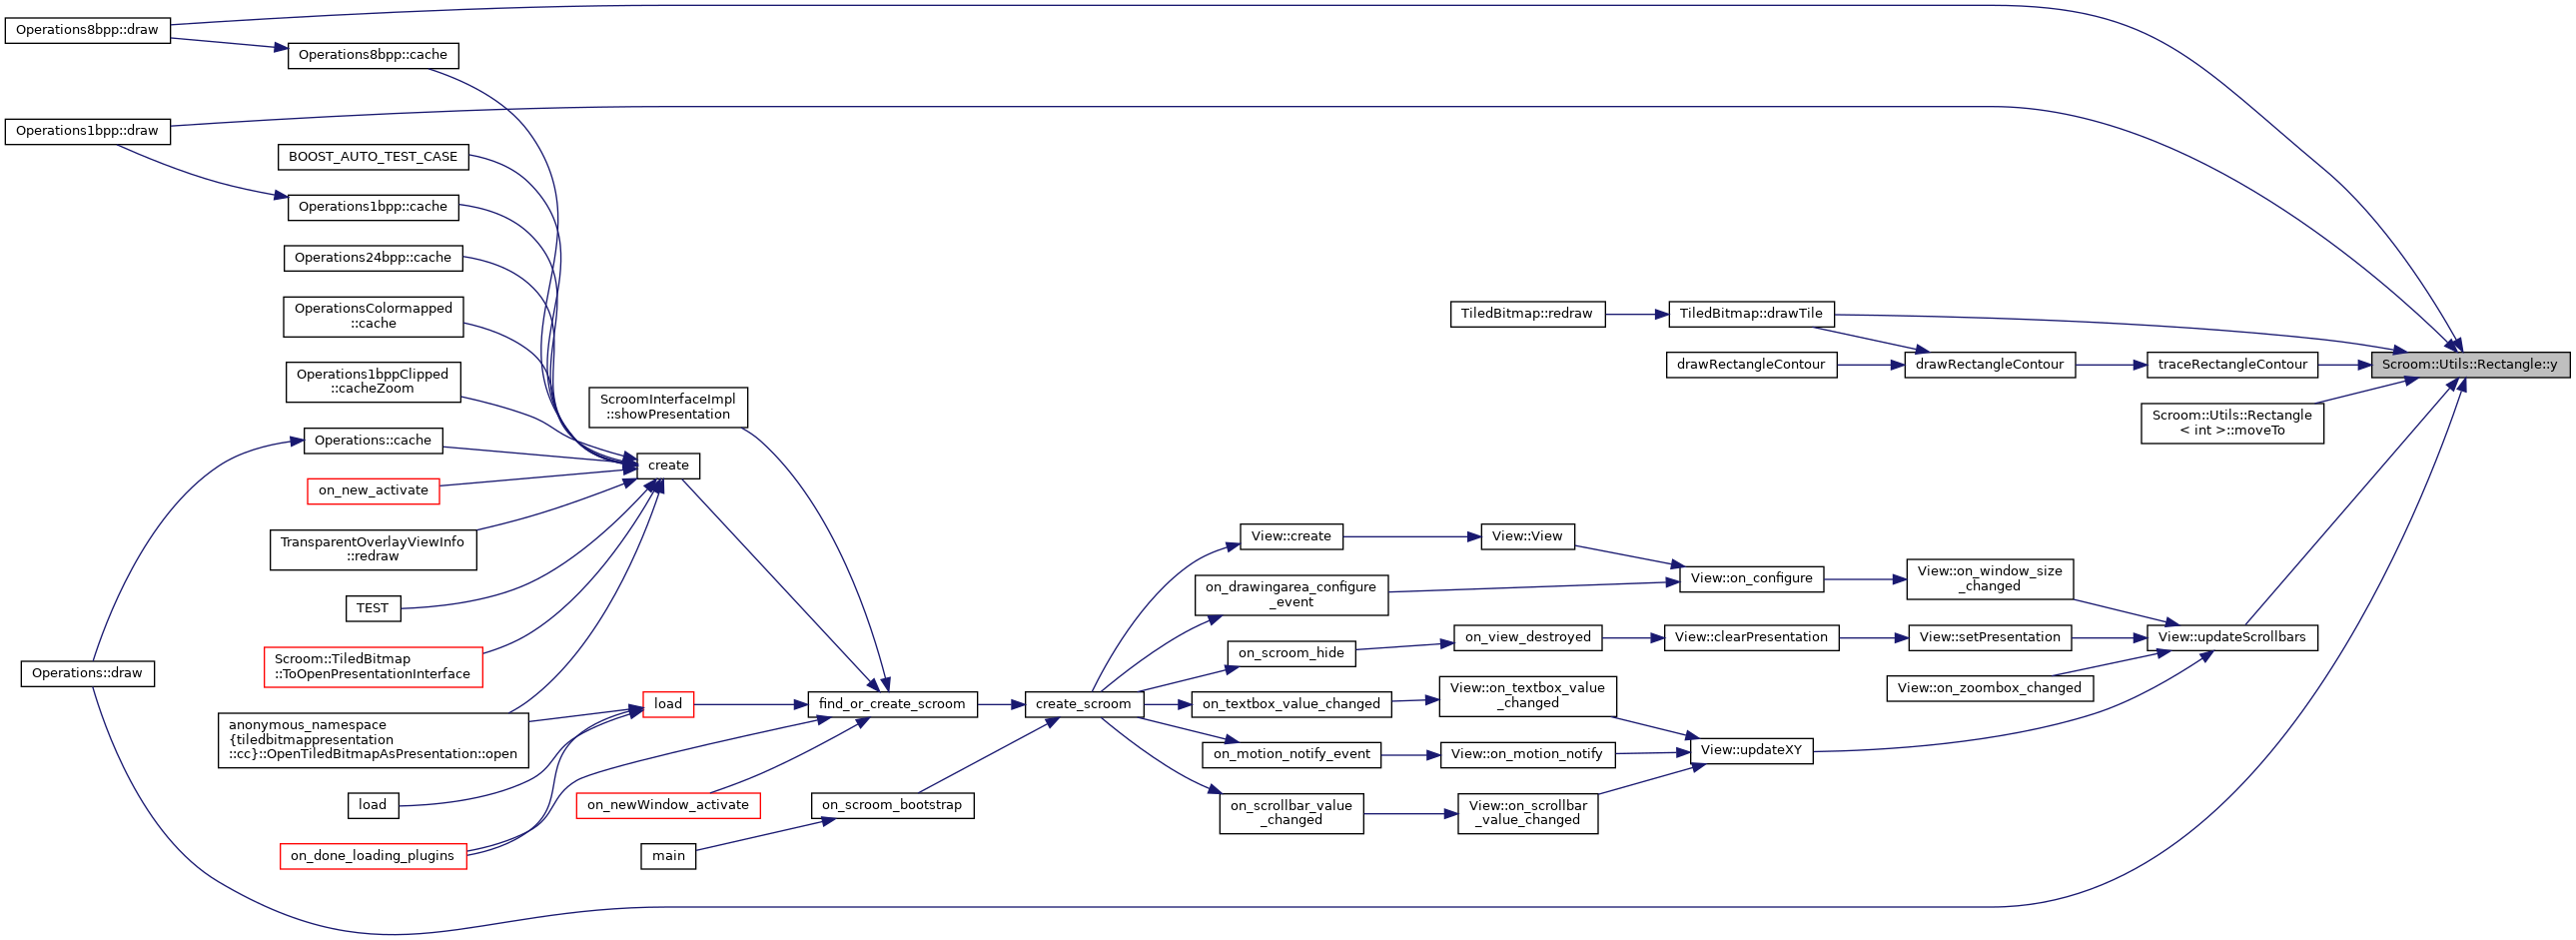 Operations8bpp::draw
Operations8bpp::cache
Operations1bpp::draw
BOOST_AUTO_TEST_CASE
Operations1bpp::cache
Operations24bpp::cache
OperationsColormapped
::cache
Operations1bppClipped
::cacheZoom
Operations::cache
on_new_activate
TransparentOverlayViewInfo
::redraw
TEST
Scroom::TiledBitmap
::ToOpenPresentationInterface
Operations::draw
anonymous_namespace
{tiledbitmappresentation
::cc}::OpenTiledBitmapAsPresentation::open
load
on_done_loading_plugins
ScroomInterfaceImpl
::showPresentation
create
load
on_newWindow_activate
main
find_or_create_scroom
on_scroom_bootstrap
create_scroom
View::create
on_drawingarea_configure
_event
on_scroom_hide
on_textbox_value_changed
on_motion_notify_event
on_scrollbar_value
_changed
TiledBitmap::redraw
View::View
on_view_destroyed
View::on_textbox_value
_changed
View::on_motion_notify
View::on_scrollbar
_value_changed
TiledBitmap::drawTile
drawRectangleContour
View::on_configure
View::clearPresentation
View::updateXY
drawRectangleContour
View::on_window_size
_changed
View::setPresentation
View::on_zoombox_changed
traceRectangleContour
Scroom::Utils::Rectangle
< int >::moveTo
View::updateScrollbars
Scroom::Utils::Rectangle::y